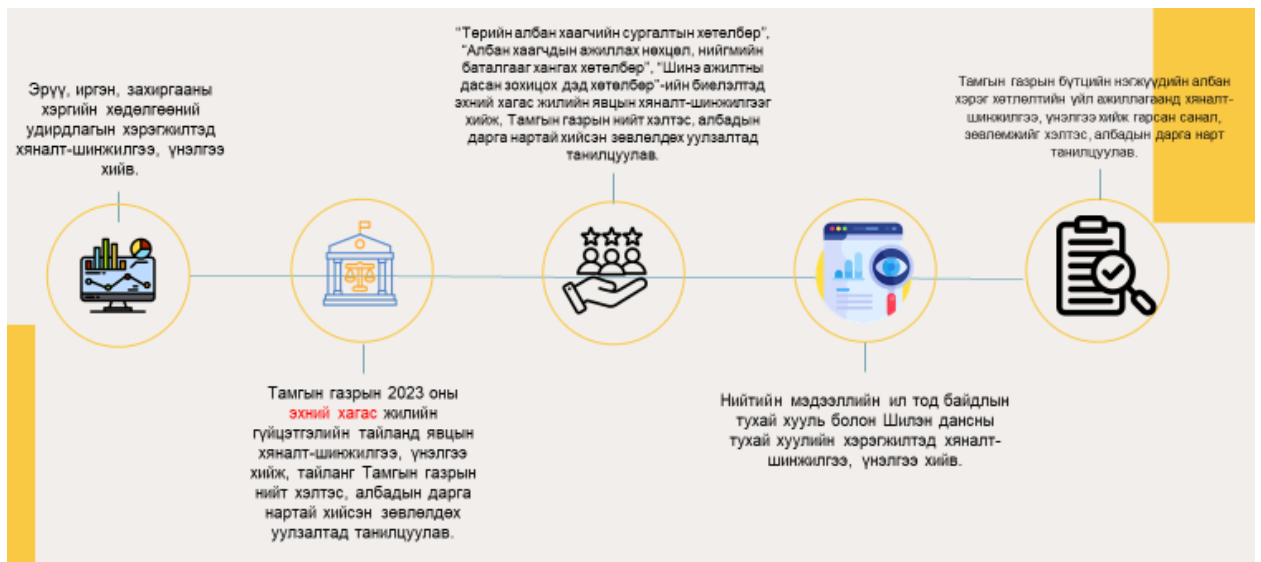 Эрүү, иргэн, захиргааны
хэргийн хөдөлгөөний
удирдлагын хэрэгжилтэд
хяналт-шинжилгээ, үнэлгээ
хийв.
Тамгын газрын 2023 оны
эхний хагас жилийн
гүйцэтгэлийн тайланд явцын
хяналт-шинжилгээ, үнэлгээ
хийж, тайланг Тамгын газрын
нийт хэлтэс, албадын дарга
нартай хийсэн зөвлөлдөх
уулзалтад танилцуулав.
"Төрийн албан хаагчийн сургалтын хөтөлбөр",
"Албан хаагчдын ажиллах нөхцөл, нийгмийн
баталгааг хангах хөтөлбөр", "Шинэ ажилтны
дасан зохицох дэд хөтөлбөр"-ийн биелэлтэд
эхний хагас жилийн явцын хяналт-шинжилгээг
хийж, Тамгын газрын нийт хэлтэс, албадын
дарга нартай хийсэн зөвлөлдөх уулзалтад
танилцуулав.
Нийтийн мэдээллийн ил тод байдлын
тухай хууль болон Шилэн дансны
тухай хуулийн хэрэгжилтэд хяналт-
шинжилгээ, үнэлгээ хийв.
Тамгын газрын бүтцийн нэгжүүдийн албан
хэрэг хөтлөлтийн үйл ажиллагаанд хяналт-
шинжилгээ, үнэлгээ хийж гарсан санал,
зөвлөмжийг хэлтэс, албадын дарга нарт
танилцуулав.